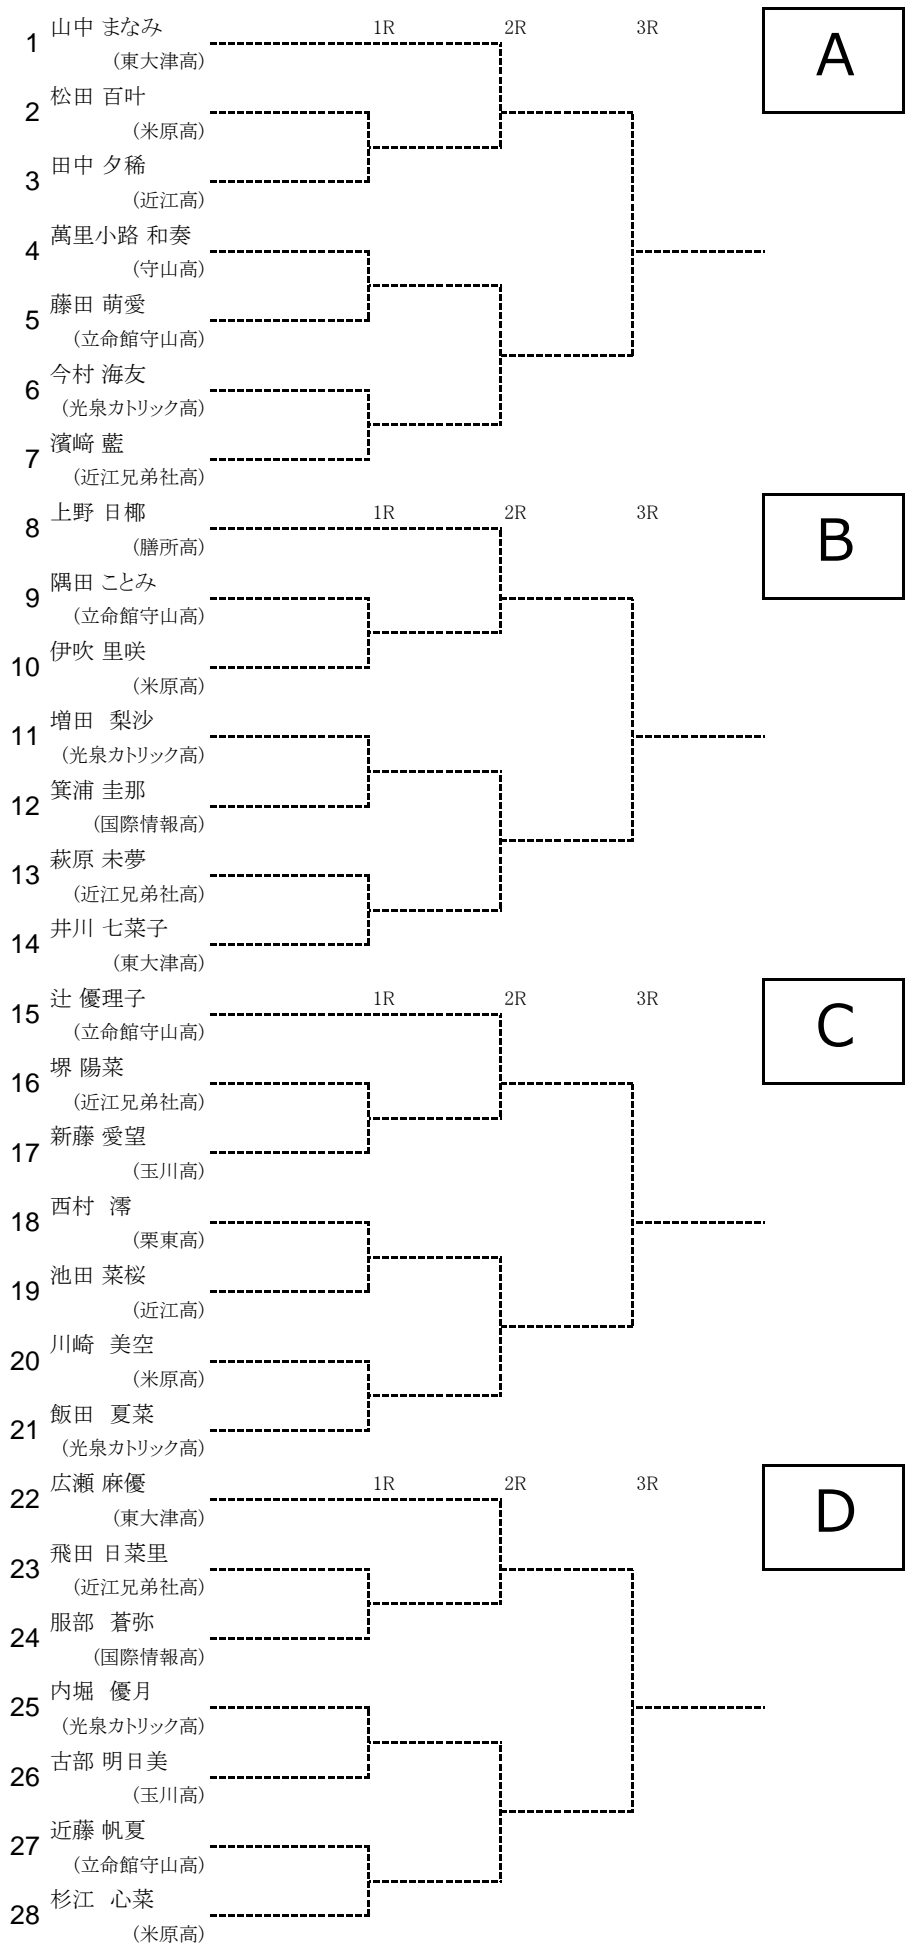 山中 まなみ 1R 2R 3R A
1
(東大津高)
松田 百叶
2
(米原高)
田中 夕稀
3
(近江高)
萬里小路 和奏
4
(守山高)
藤田 萌愛
5
(立命館守山高)
今村 海友
6
(光泉カトリック高)
濱﨑 藍
7
(近江兄弟社高)
上野 日椰 1R 2R 3R B
8
(膳所高)
隅田 ことみ
9
(立命館守山高)
伊吹 里咲
10
(米原高)
増田 梨沙
11
(光泉カトリック高)
箕浦 圭那
12
(国際情報高)
萩原 未夢
13
(近江兄弟社高)
井川 七菜子
14
(東大津高)
辻 優理子 1R 2R 3R C
15
(立命館守山高)
堺 陽菜
16
(近江兄弟社高)
新藤 愛望
17
(玉川高)
西村 澪
18
(栗東高)
池田 菜桜
19
(近江高)
川崎 美空
20
(米原高)
飯田 夏菜
21
(光泉カトリック高)
広瀬 麻優 1R 2R 3R D
22
(東大津高)
飛田 日菜里
23
(近江兄弟社高)
服部 蒼弥
24
(国際情報高)
内堀 優月
25
(光泉カトリック高)
古部 明日美
26
(玉川高)
近藤 帆夏
27
(立命館守山高)
杉江 心菜
28
(米原高)